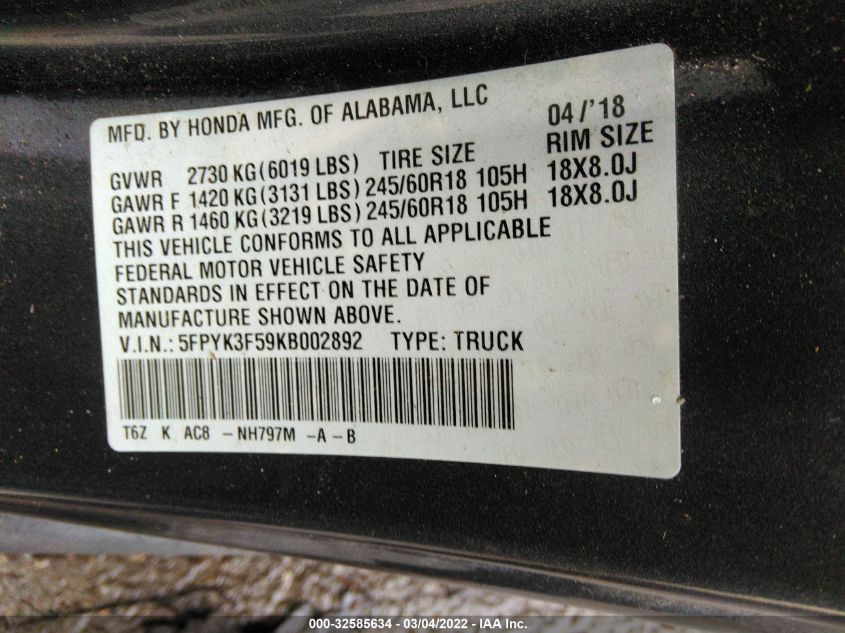 MFD. BY HONDA MFG. OF ALABAMA, LLC 04/'18
GVWR 2730 KG(6019 LBS) TIRE SIZE RIM SIZE
GAWR F 1420 KG(3131 LBS) 245/60R18 105H 18X8.0J
GAWR R 1460 KG(3219 LBS) 245/60R18 105H 18X8.0J
THIS VEHICLE CONFORMS TO ALL APPLICABLE
FEDERAL MOTOR VEHICLE SAFETY
STANDARDS IN EFFECT ON THE DATE OF
MANUFACTURE SHOWN ABOVE.
V.I.N.: 5FPYK3F59KB002892 TYPE: TRUCK
T6Z K AC8 -NH797M -A-B
000-32585634 - 03/04/2022 - IAAI.com